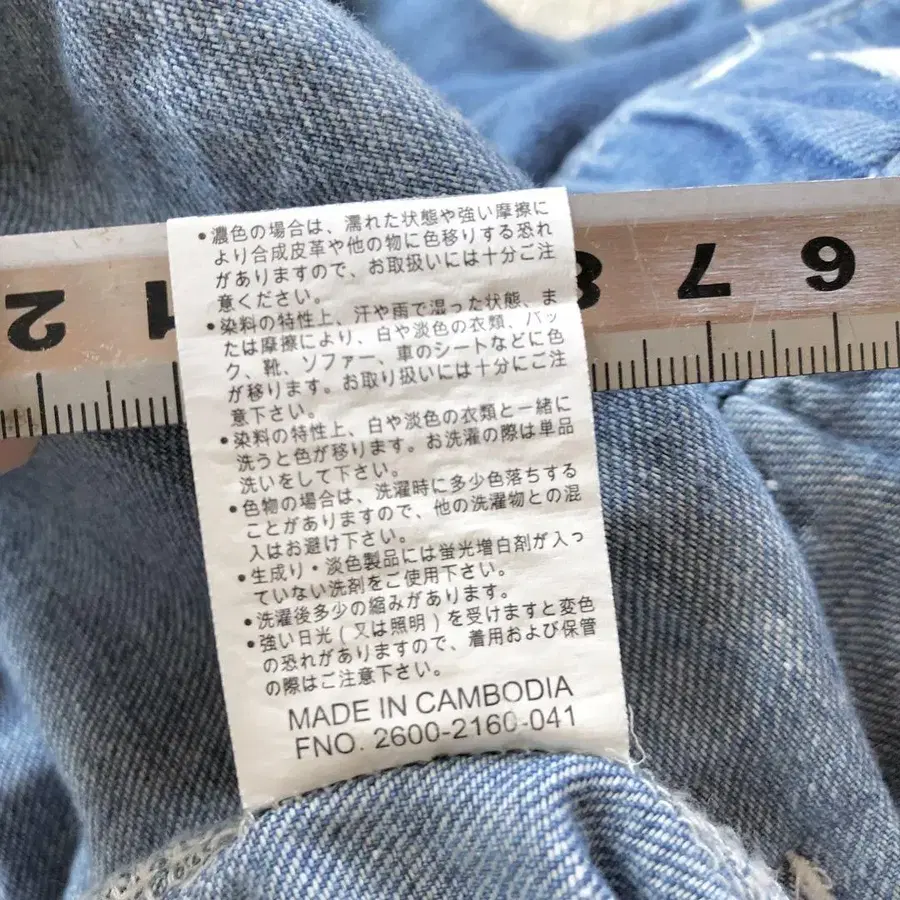 •濃色の場合は、濡れた状態や強い摩擦に
より合成皮革や他の物に色移りする恐れ
がありますので、お取扱いには十分ご注
意ください。
•染料の特性上、汗や雨で湿った状態、ま
たは摩擦により、白や淡色の衣類、バッ
ク、靴、ソファー、車のシートなどに色
が移ります。お取り扱いには十分にご注
意下さい。
•染料の特性上、白や淡色の衣類と一緒に
洗うと色が移ります。お洗濯の際は単品
洗いをして下さい。
•色物の場合は、洗濯時に多少色落ちする
ことがありますので、他の洗濯物との混
入はお避け下さい。
•生成り・淡色製品には蛍光増白剤が入っ
ていない洗剤をご使用下さい。
•洗濯後多少の縮みがあります。
•強い日光(又は照明)を受けますと変色
の恐れがありますので、着用および保管
の際はご注意下さい。
MADE IN CAMBODIA
FNO. 2600-2160-041
2
1
8
7
6